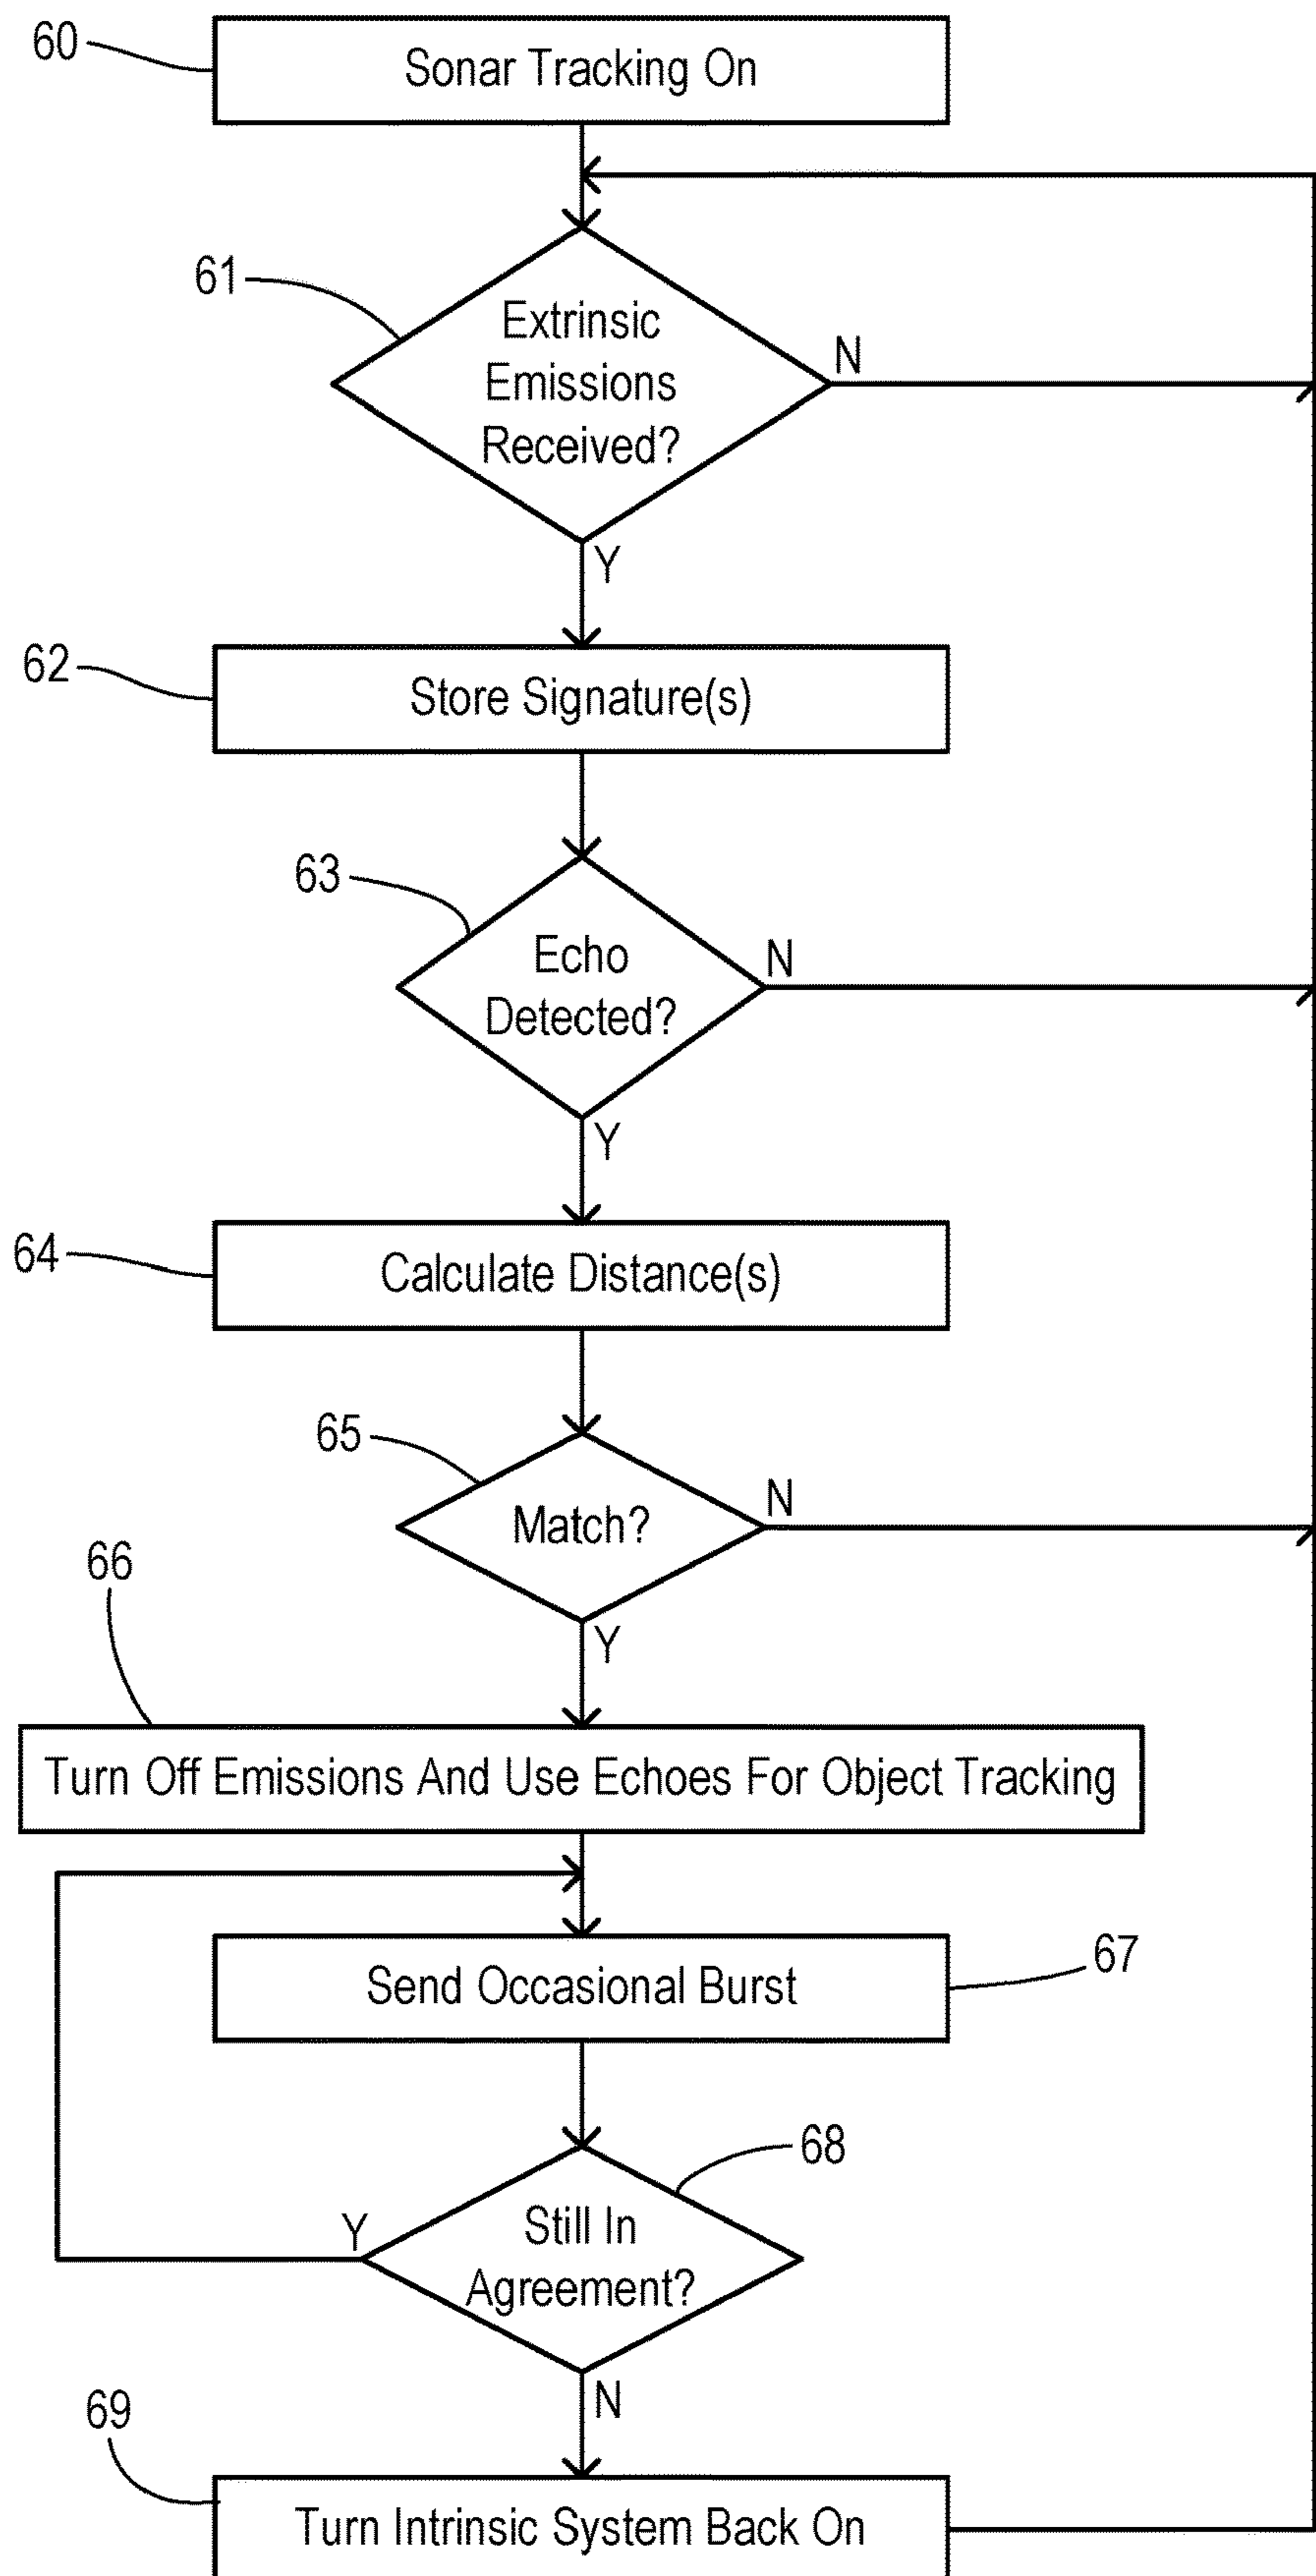 60
Sonar Tracking On
61
Extrinsic
Emissions
Received?
N
Y
62
Store Signature(s)
63
Echo
Detected?
N
Y
64
Calculate Distance(s)
65
Match?
N
Y
66
Turn Off Emissions And Use Echoes For Object Tracking
Send Occasional Burst
67
68
Still In
Agreement?
Y
N
69
Turn Intrinsic System Back On